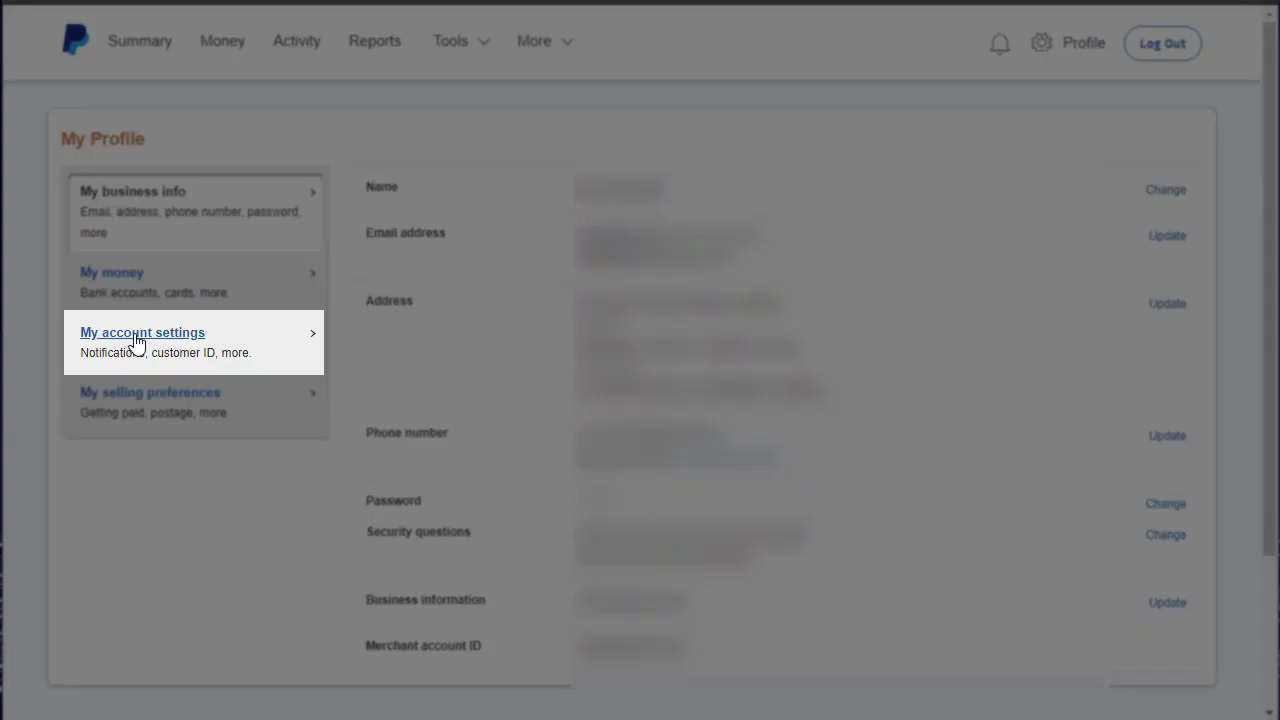 Summary Money Activity Reports Tools More Profile Log Out
My Profile
My business info
Email, address, phone number, password,
more
My money
Bank accounts, cards, more.
My account settings
customer ID, more.
My selling preferences
Getting paid, postage, more.
Name Change
Email address Update
Address Update
Phone number Update
Password Change
Security questions Change
Business information Update
Merchant account ID